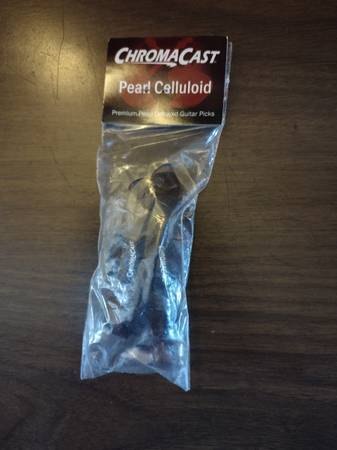 CHROMACAST
Pearl Celluloid
Premium Pearl Celluloid Guitar Picks